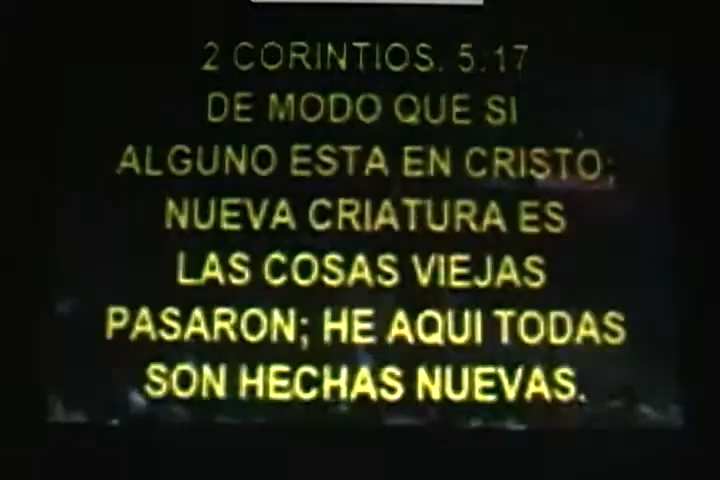 2 CORINTIOS. 5:17
DE MODO QUE SI
ALGUNO ESTA EN CRISTO;
NUEVA CRIATURA ES
LAS COSAS VIEJAS
PASARON; HE AQUI TODAS
SON HECHAS NUEVAS.